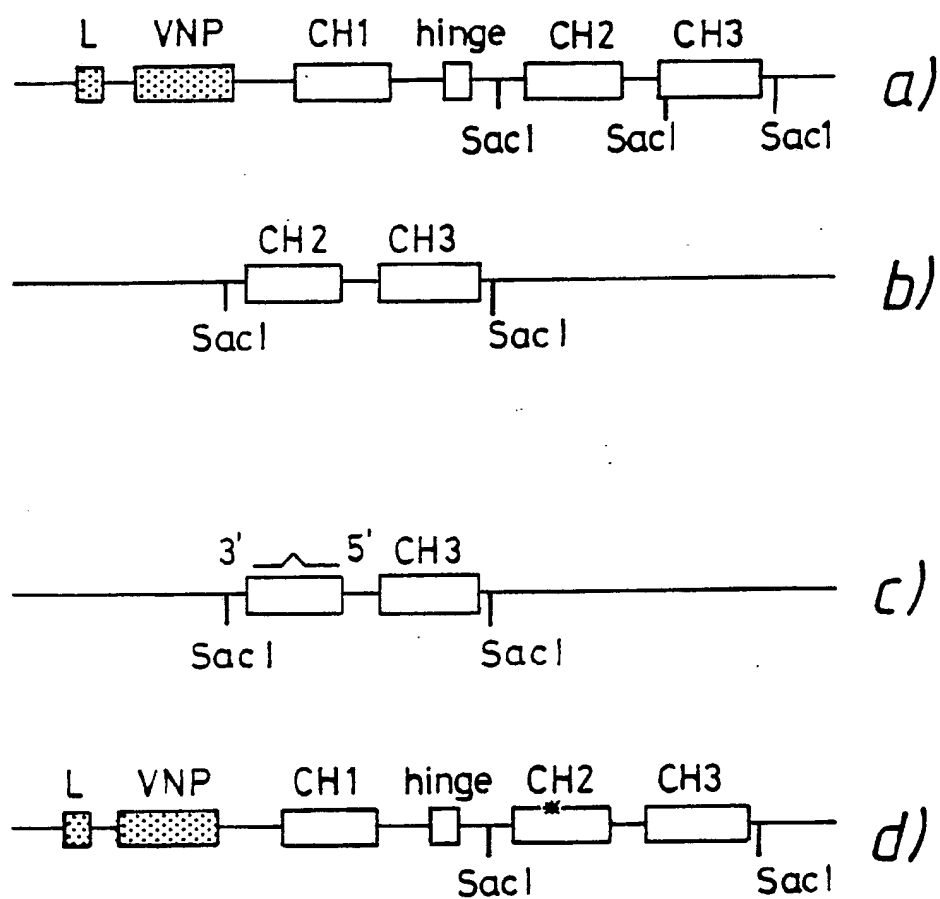 L VNP CH1 hinge CH2 CH3
a)
SacI SacI Sac1
CH2 CH3
b)
SacI SacI
3' 5' CH3
c)
SacI SacI
L VNP CH1 hinge CH2 CH3
*
d)
SacI SacI